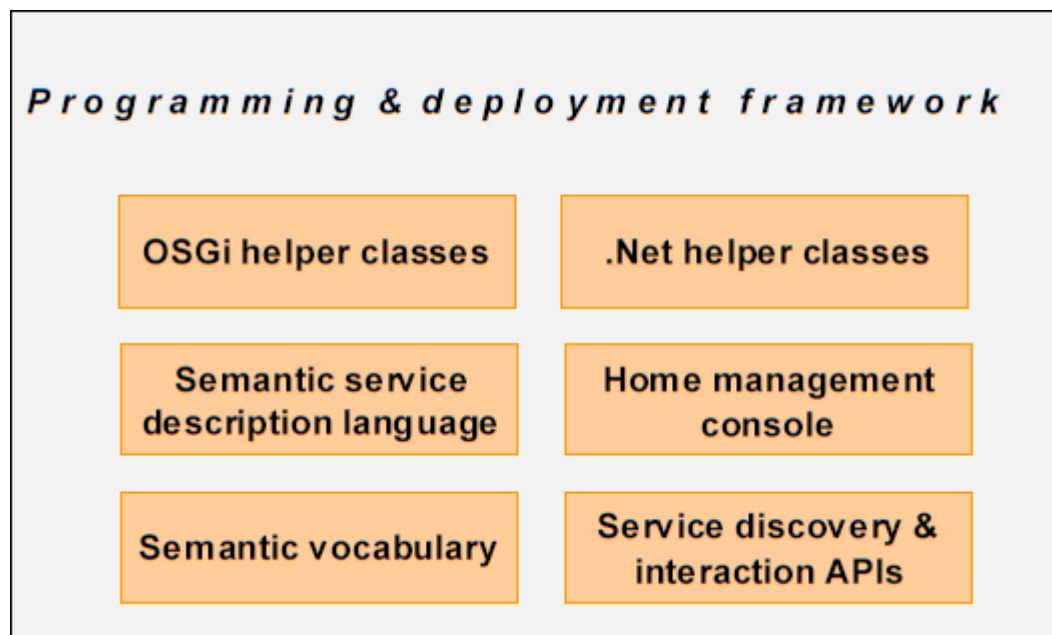 Programming & deployment framework
OSGi helper classes
.Net helper classes
Semantic service
description language
Home management
console
Semantic vocabulary
Service discovery &
interaction APIs